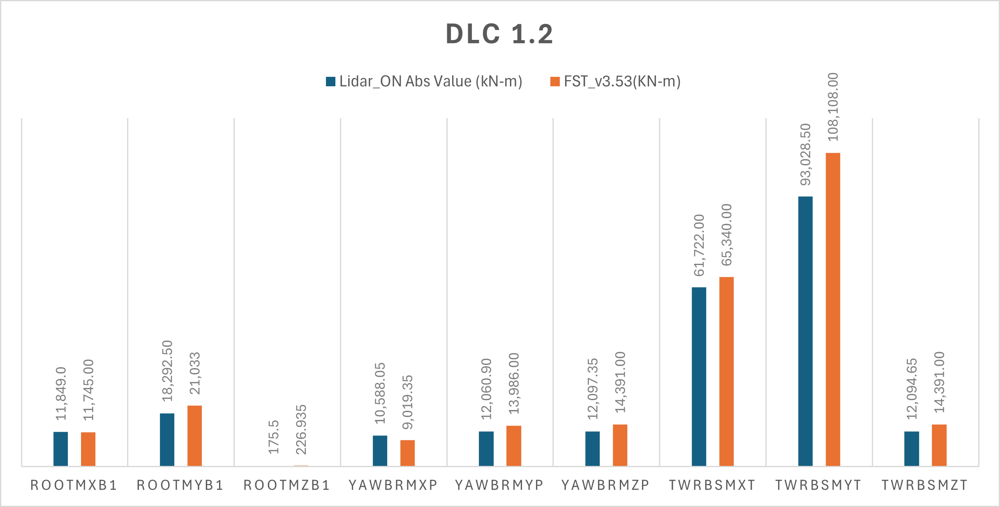 DLC 1.2
Lidar_ON Abs Value (kN-m)
FST_v3.53(KN-m)
11,849.0
11,745.00
18,292.50
21,033
175.5
226.935
10,588.05
9,019.35
12,060.90
13,986.00
12,097.35
14,391.00
61,722.00
65,340.00
93,028.50
108,108.00
12,094.65
14,391.00
ROOTMXB1
ROOTMYB1
ROOTMZB1
YAWBRMXP
YAWBRMYP
YAWBRMZP
TWRBSMXT
TWRBSMYT
TWRBSMZT